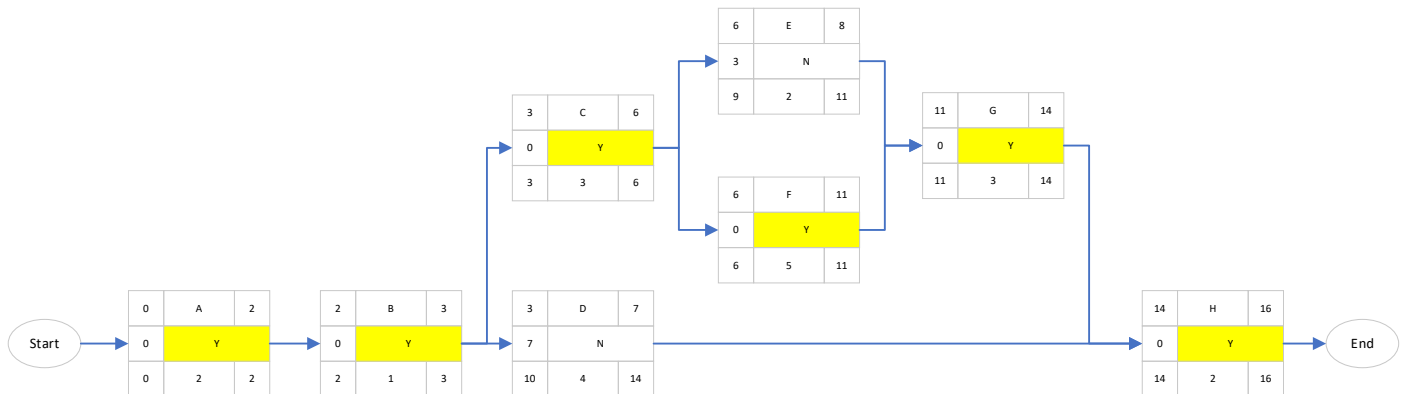 6 E 8
3 N
9 2 11
3 C 6
0 Y
3 3 6
11 G 14
0 Y
11 3 14
6 F 11
0 Y
6 5 11
Start
0 A 2
0 Y
0 2 2
2 B 3
0 Y
2 1 3
3 D 7
7 N
10 4 14
14 H 16
0 Y
14 2 16
End